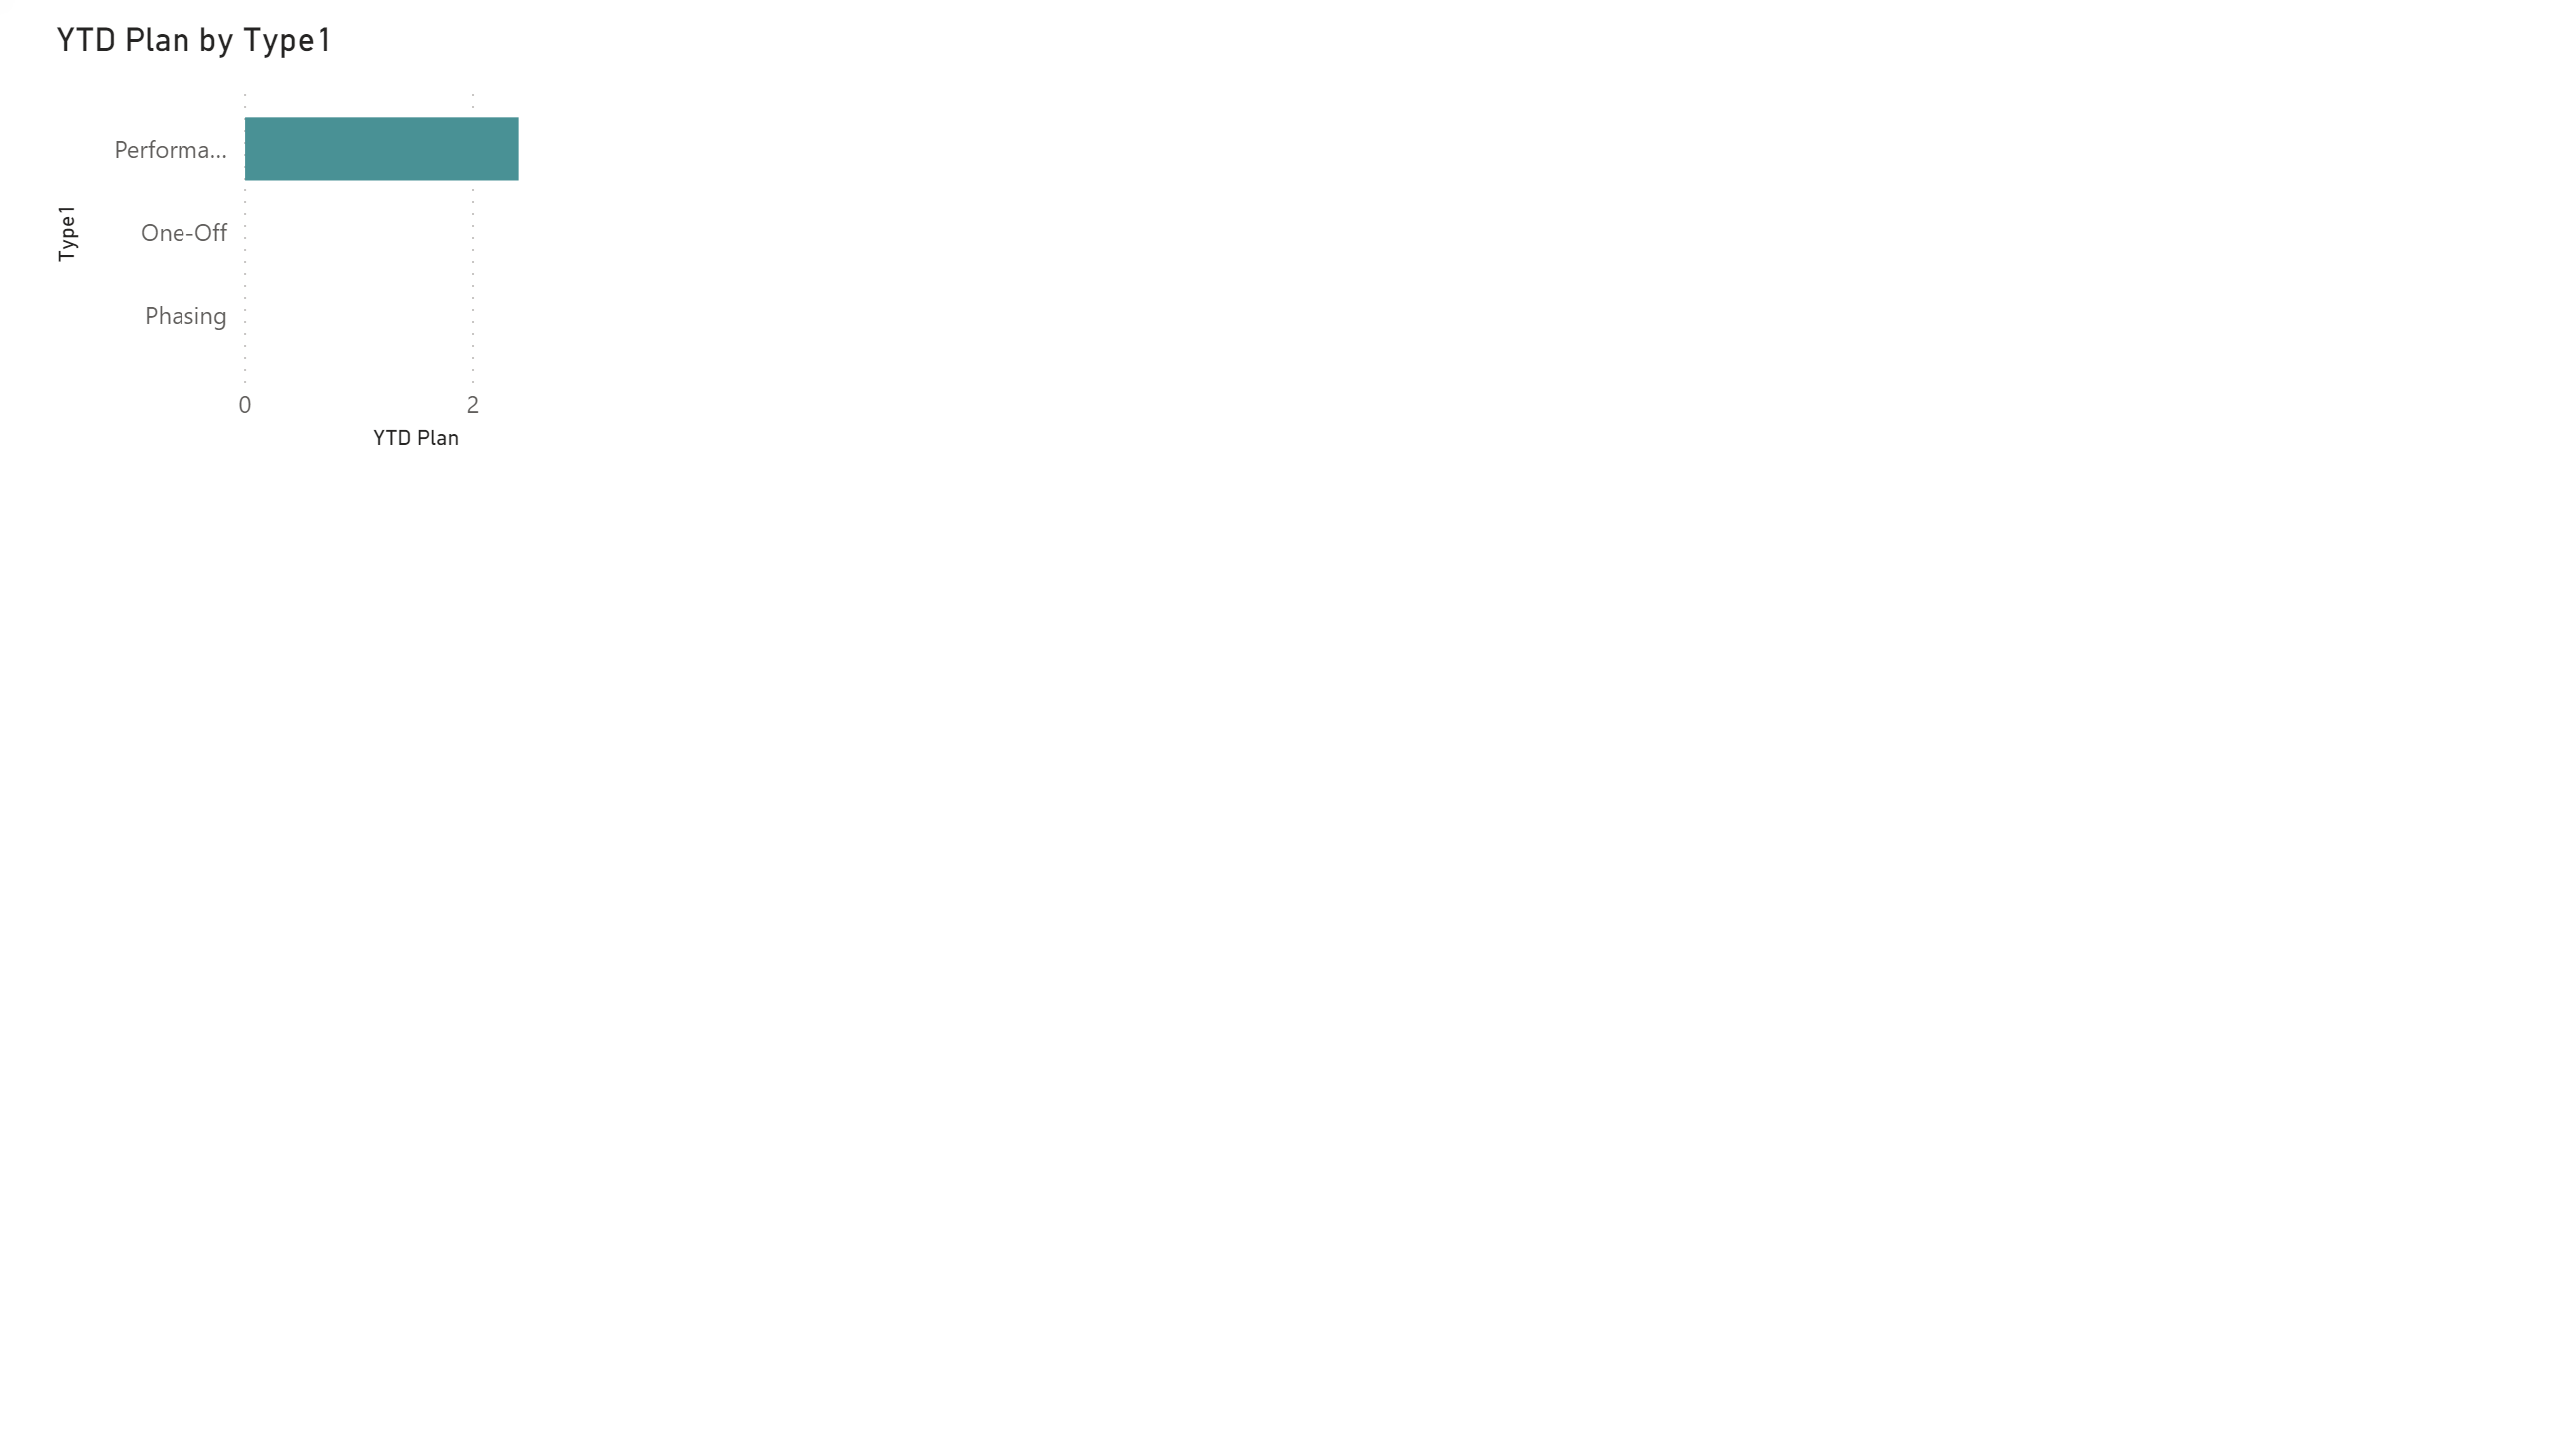 YTD Plan by Type1
Type1
Performa...
One-Off
Phasing
0 2
YTD Plan